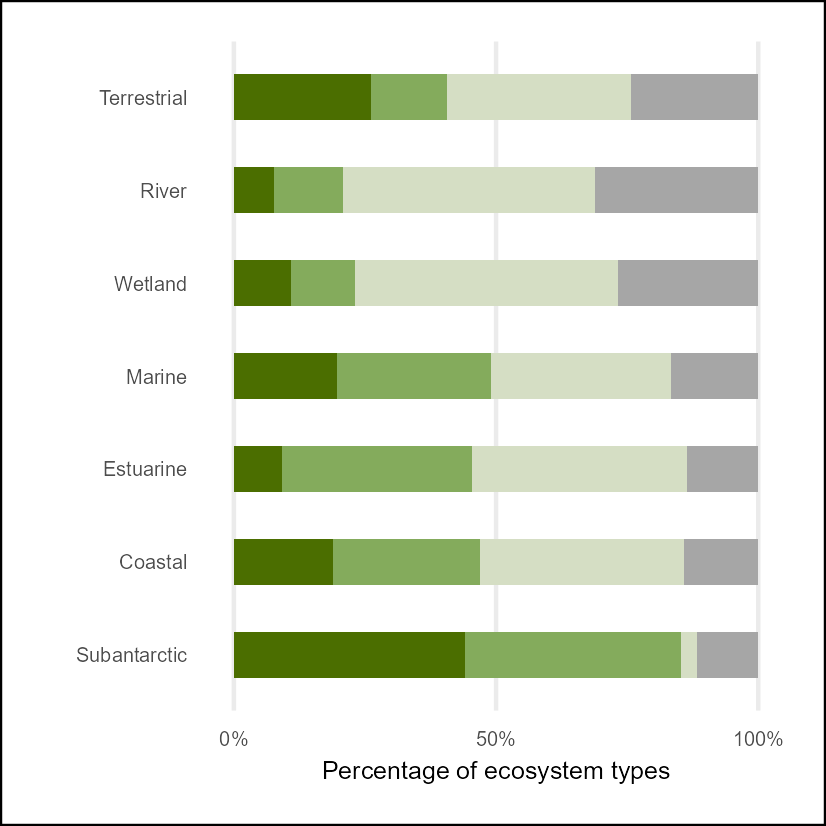 Terrestrial
River
Wetland
Marine
Estuarine
Coastal
Subantarctic
0% 50% 100%
Percentage of ecosystem types